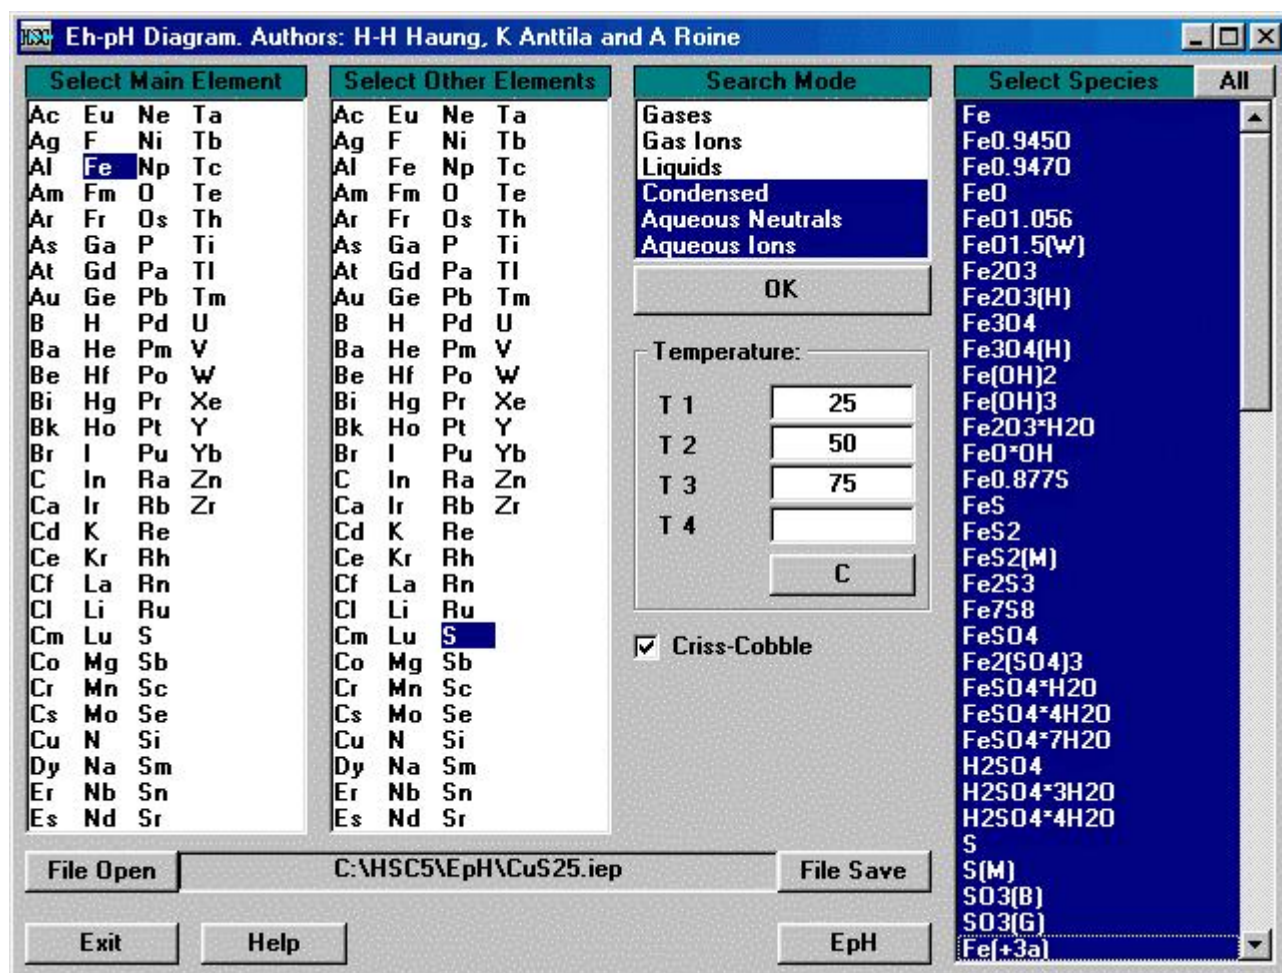 HSC Eh-pH Diagram. Authors: H-H Haung, K Anttila and A Roine
Select Main Element
Ac Eu Ne Ta
Ag F Ni Tb
Al Fe Np Tc
Am Fm O Te
Ar Fr Os Th
As Ga P Ti
At Gd Pa Tl
Au Ge Pb Tm
B H Pd U
Ba He Pm V
Be Hf Po W
Bi Hg Pr Xe
Bk Ho Pt Y
Br I Pu Yb
C In Ra Zn
Ca Ir Rb Zr
Cd K Re
Ce Kr Rh
Cf La Rn
Cl Li Ru
Cm Lu S
Co Mg Sb
Cr Mn Sc
Cs Mo Se
Cu N Si
Dy Na Sm
Er Nb Sn
Es Nd Sr
Select Other Elements
Ac Eu Ne Ta
Ag F Ni Tb
Al Fe Np Tc
Am Fm O Te
Ar Fr Os Th
As Ga P Ti
At Gd Pa Tl
Au Ge Pb Tm
B H Pd U
Ba He Pm V
Be Hf Po W
Bi Hg Pr Xe
Bk Ho Pt Y
Br I Pu Yb
C In Ra Zn
Ca Ir Rb Zr
Cd K Re
Ce Kr Rh
Cf La Rn
Cl Li Ru
Cm Lu S
Co Mg Sb
Cr Mn Sc
Cs Mo Se
Cu N Si
Dy Na Sm
Er Nb Sn
Es Nd Sr
Search Mode
Gases
Gas Ions
Liquids
Condensed
Aqueous Neutrals
Aqueous Ions
OK
Temperature:
T 1 25
T 2 50
T 3 75
T 4
C
Criss-Cobble
Select Species All
Fe
Fe0.945O
Fe0.947O
FeO
FeO1.056
FeO1.5(W)
Fe2O3
Fe2O3(H)
Fe3O4
Fe3O4(H)
Fe(OH)2
Fe(OH)3
Fe2O3*H2O
FeO*OH
Fe0.877S
FeS
FeS2
FeS2(M)
Fe2S3
Fe7S8
FeSO4
Fe2(SO4)3
FeSO4*H2O
FeSO4*4H2O
FeSO4*7H2O
H2SO4
H2SO4*3H2O
H2SO4*4H2O
S
S(M)
SO3(B)
SO3(G)
Fe(+3a)
File Open C:\HSC5\EpH\CuS25.iep File Save
Exit Help EpH